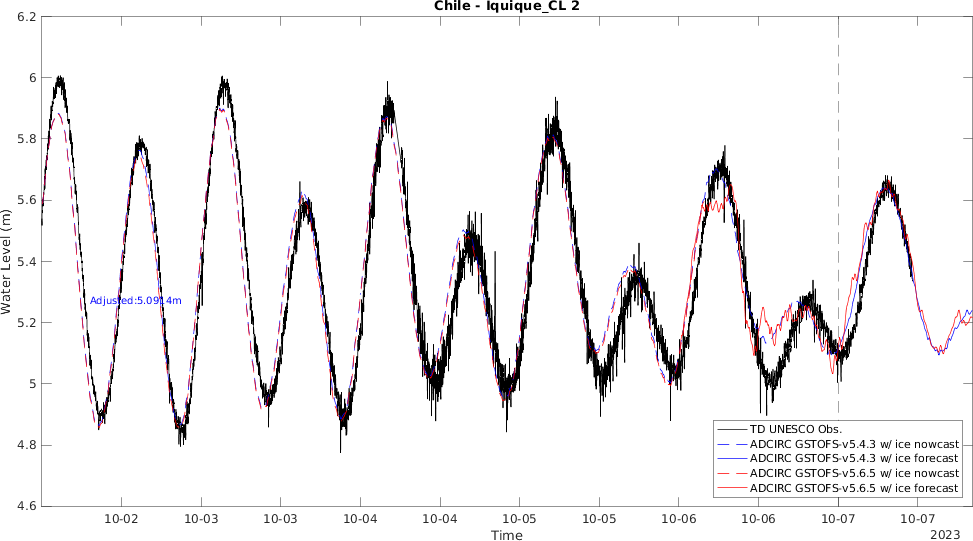 Chile - Iquique_CL 2
6.2
6
5.8
5.6
5.4
5.2
5
4.8
4.6
Water Level (m)
Adjusted:5.0914m
TD UNESCO Obs.
ADCIRC GSTOFS-v5.4.3 w/ ice nowcast
ADCIRC GSTOFS-v5.4.3 w/ ice forecast
ADCIRC GSTOFS-v5.6.5 w/ ice nowcast
ADCIRC GSTOFS-v5.6.5 w/ ice forecast
10-02 10-03 10-03 10-04 10-04 10-05 10-05 10-06 10-06 10-07 10-07
Time
2023